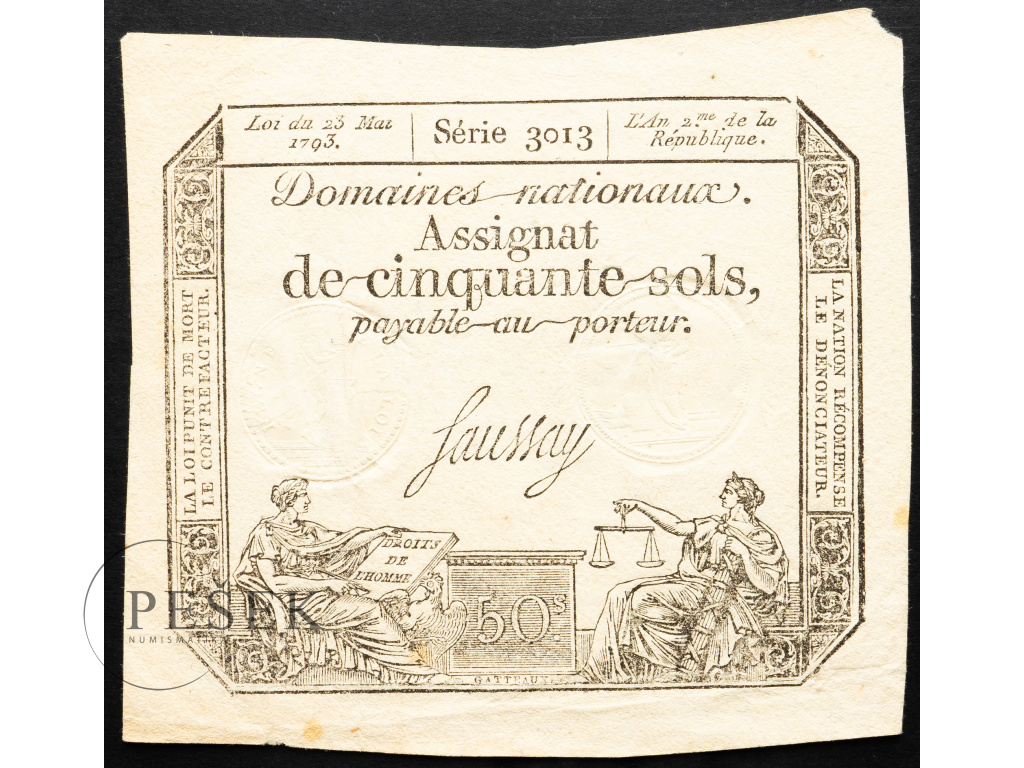 Loi du 23 Mai
1793.
Série 3013
L'An 2.me de la
République.
Domaines nationaux.
Assignat
de cinquante sols,
payable au porteur.
Saussay
LA LOI PUNIT DE MORT
LE CONTREFACTEUR.
LA NATION RÉCOMPENSE
LE DÉNONCIATEUR.
DROITS
DE
L'HOMME
50s
GATTEAUX
PEŠEK